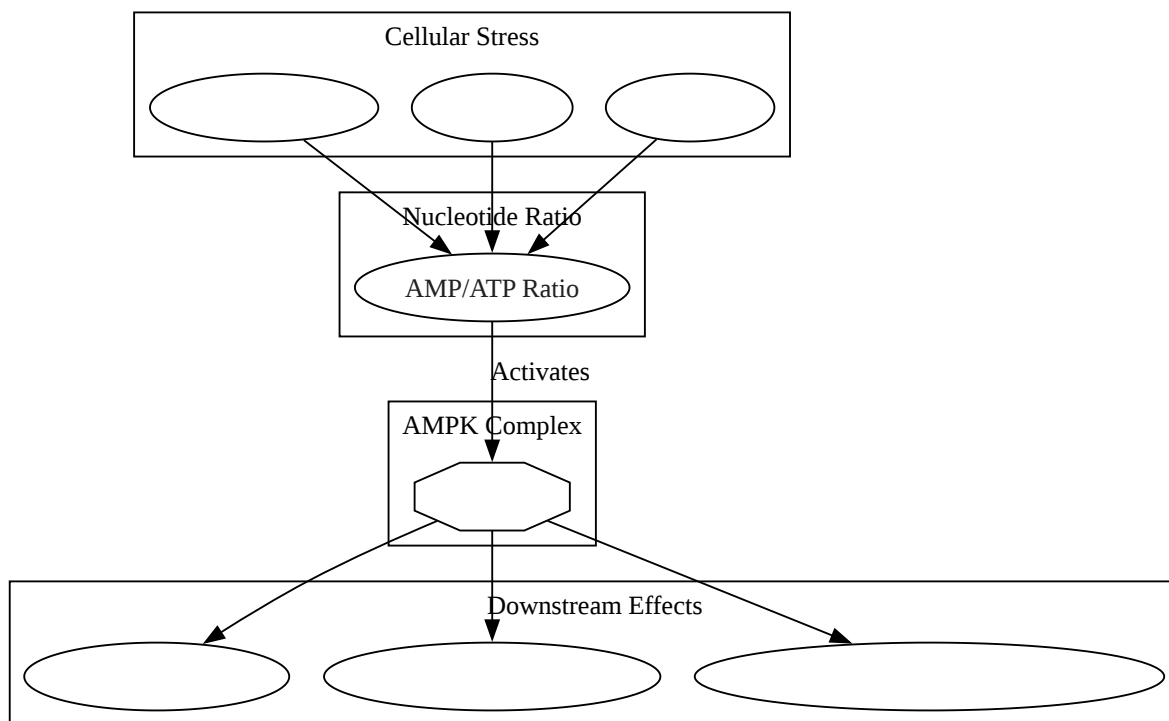 Cellular Stress
Nucleotide Ratio
AMP/ATP Ratio
Activates
AMPK Complex
Downstream Effects